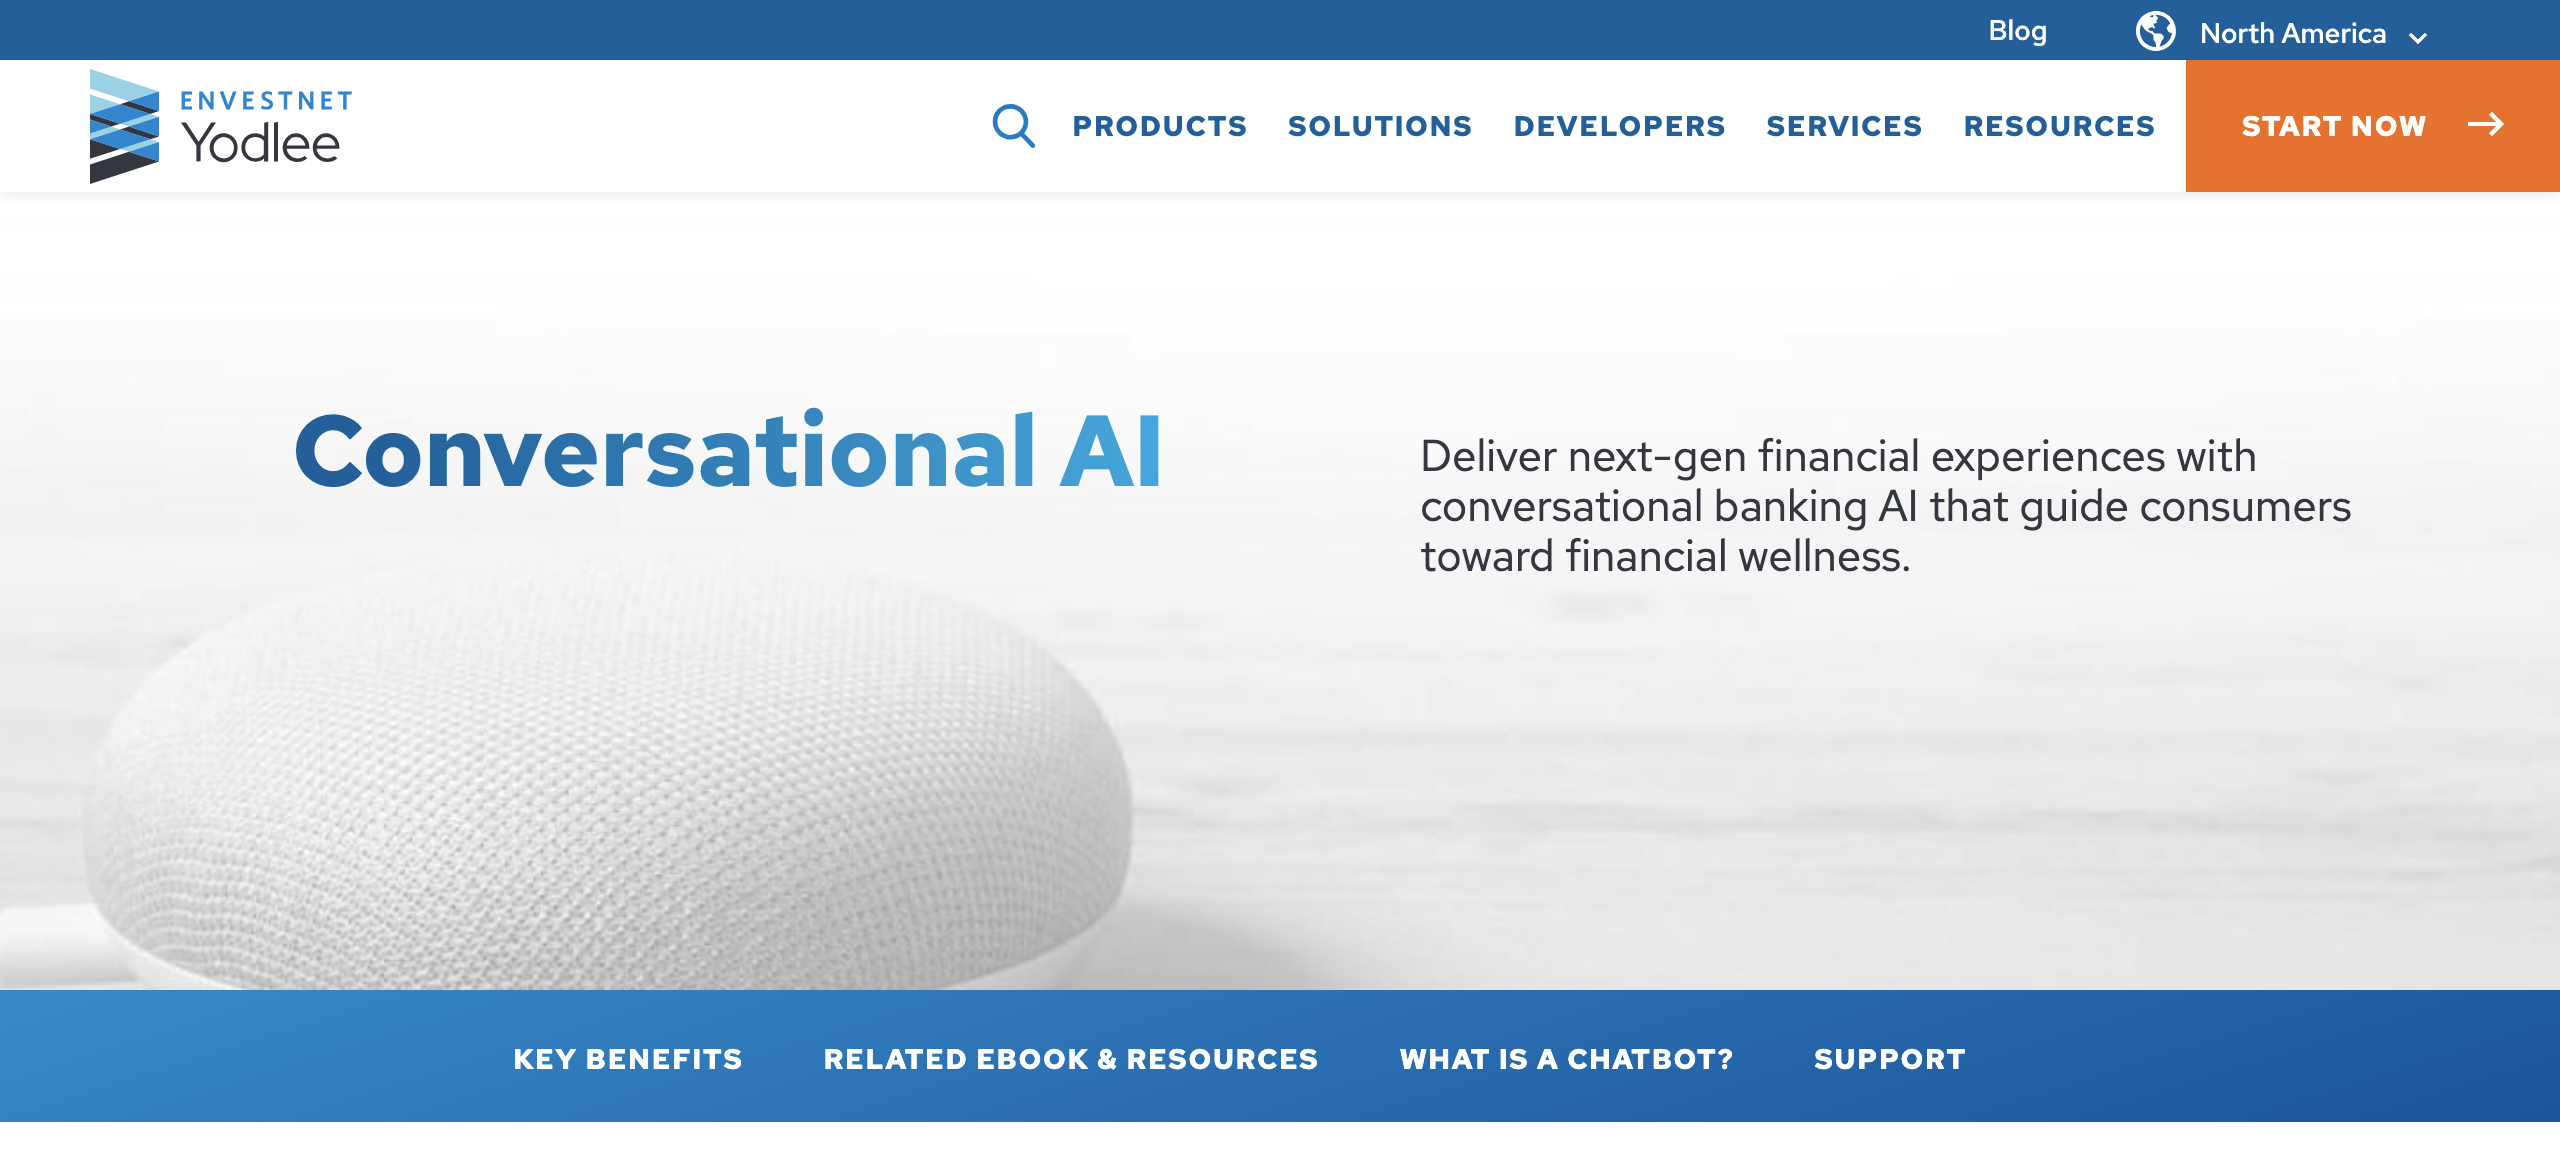 Blog
North America
ENVESTNET
Yodlee
PRODUCTS
SOLUTIONS
DEVELOPERS
SERVICES
RESOURCES
START NOW
Conversational AI
Deliver next-gen financial experiences with
conversational banking AI that guide consumers
toward financial wellness.
KEY BENEFITS
RELATED EBOOK & RESOURCES
WHAT IS A CHATBOT?
SUPPORT